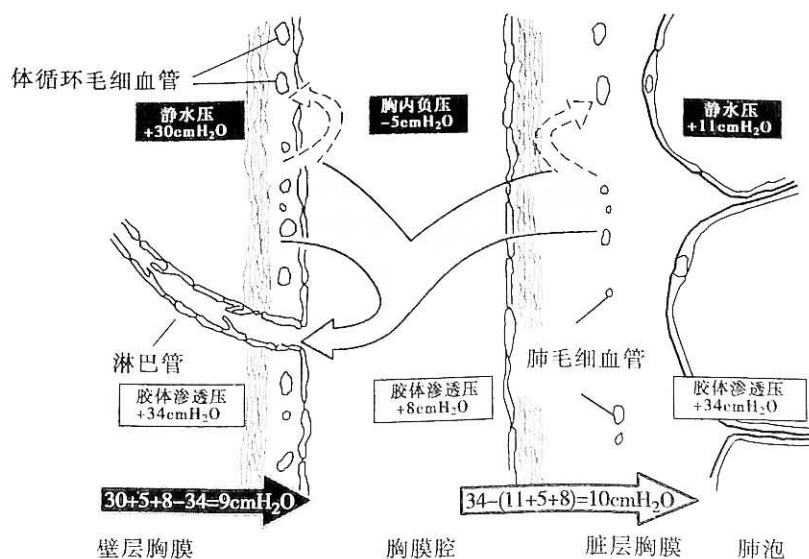 体循环毛细血管
静水压
+30cmH₂O
胸内负压
-5cmH₂O
静水压
+11cmH₂O
淋巴管
肺毛细血管
胶体渗透压
+34cmH₂O
胶体渗透压
+8cmH₂O
胶体渗透压
+34cmH₂O
30+5+8-34=9cmH₂O
34-(11+5+8)=10cmH₂O
壁层胸膜
胸膜腔
脏层胸膜
肺泡